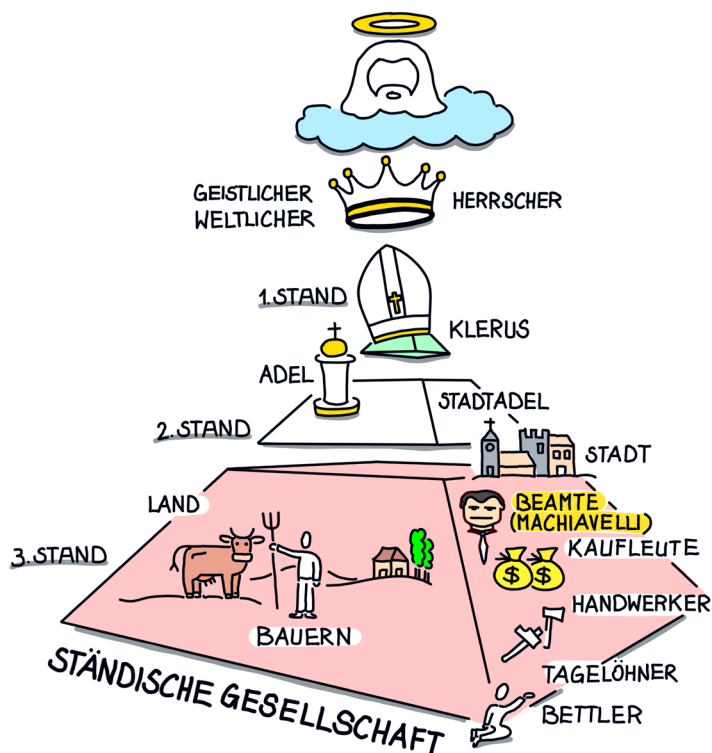 GEISTLICHER
WELTLICHER
HERRSCHER
1. STAND
KLERUS
ADEL
2. STAND
STADTADEL
STADT
LAND
BEAMTE
(MACHIAVELLI)
KAUFLEUTE
$ $
3. STAND
HANDWERKER
BAUERN
TAGELÖHNER
BETTLER
STÄNDISCHE GESELLSCHAFT